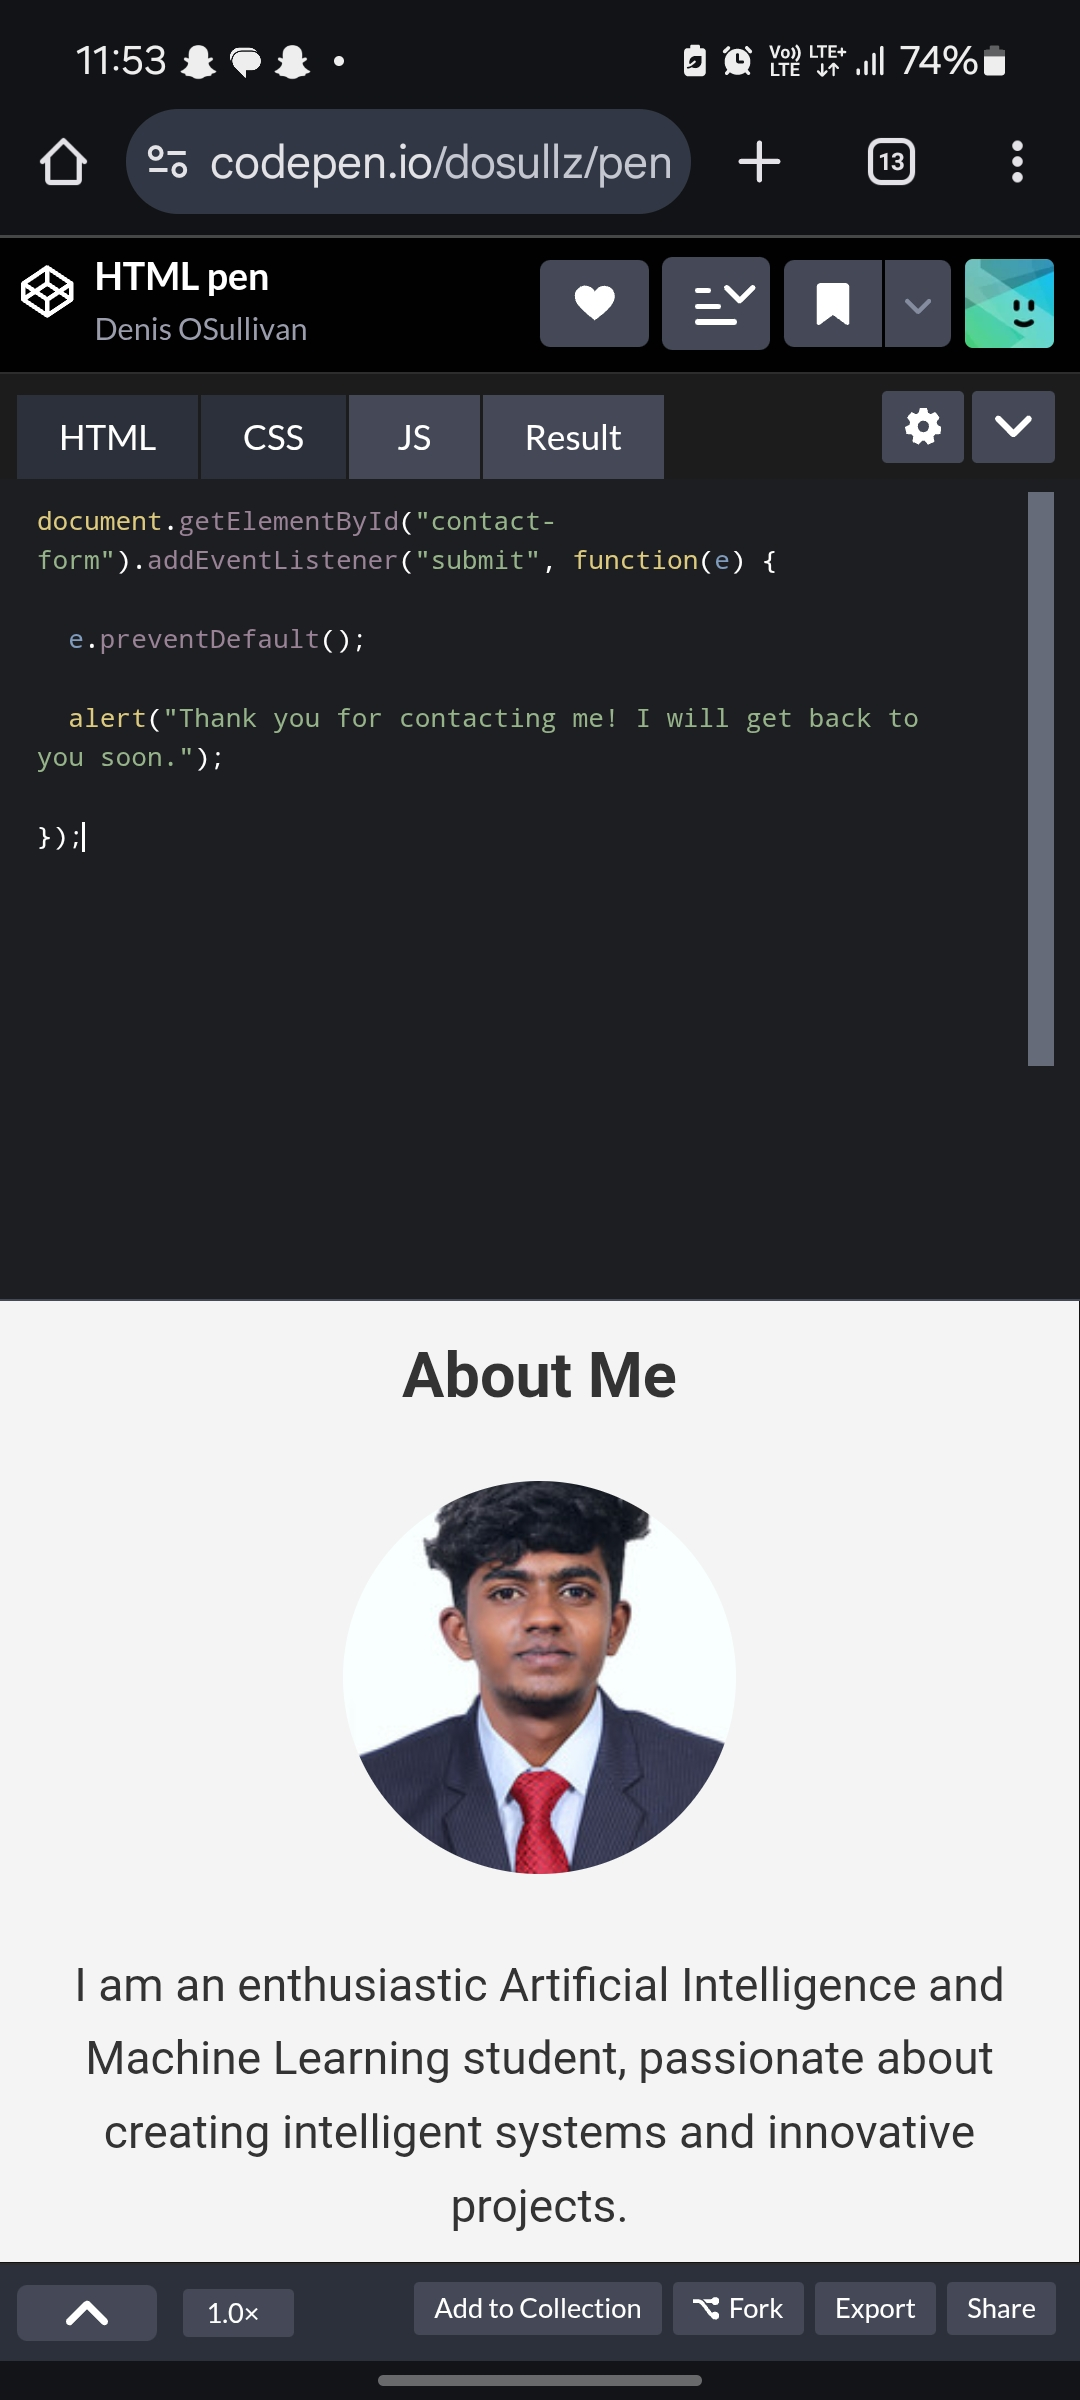 11:53
Vo)) LTE LTE+ 74%
codepen.io/dosullz/pen
13
HTML pen
Denis OSullivan
HTML CSS JS Result
document.getElementById("contact-
form").addEventListener("submit", function(e) {
e.preventDefault();
alert("Thank you for contacting me! I will get back to
you soon.");
});
About Me
I am an enthusiastic Artificial Intelligence and
Machine Learning student, passionate about
creating intelligent systems and innovative
projects.
1.0× Add to Collection Fork Export Share